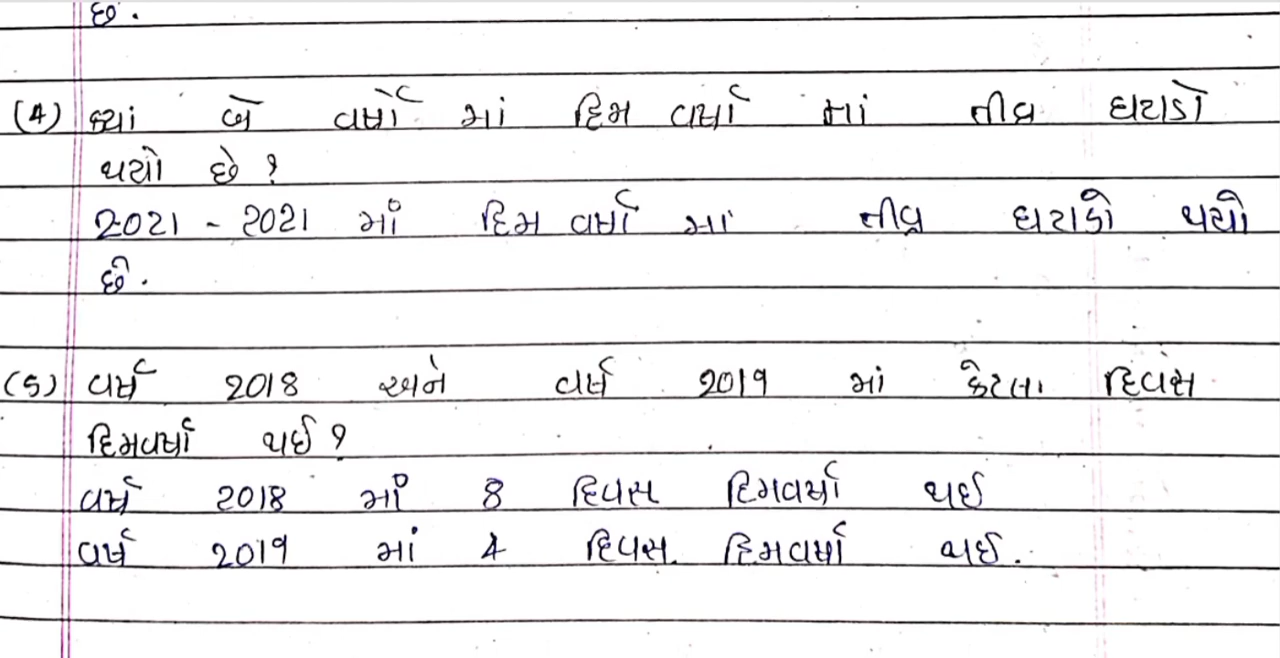 છે.
(4) ક્યાં બે વર્ષો માં હિમ વર્ષા માં તીવ્ર ઘટાડો
થયો છે ?
2021 - 2021 માં હિમ વર્ષા માં તીવ્ર ઘટાડો થયો
છે.
(5) વર્ષ 2018 અને વર્ષ 2019 માં કેટલા દિવસ
હિમવર્ષા થઈ ?
વર્ષ 2018 માં 8 દિવસ હિમવર્ષા થઈ
વર્ષ 2019 માં 4 દિવસ હિમવર્ષા થઈ.